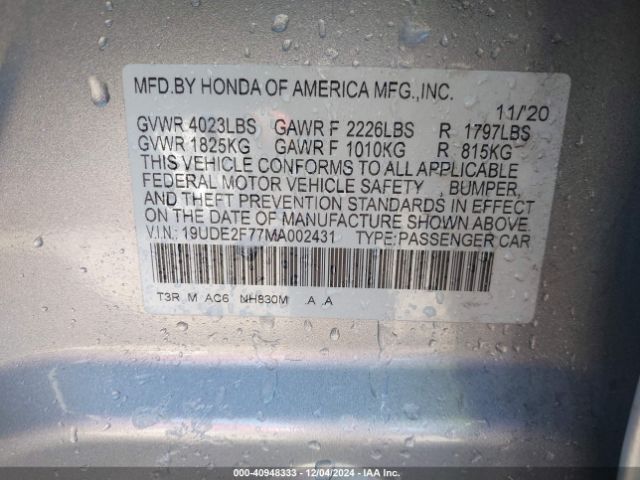 MFD.BY HONDA OF AMERICA MFG.,INC.
11/'20
GVWR 4023LBS GAWR F 2226LBS R 1797LBS
GVWR 1825KG GAWR F 1010KG R 815KG
THIS VEHICLE CONFORMS TO ALL APPLICABLE
FEDERAL MOTOR VEHICLE SAFETY BUMPER,
AND THEFT PREVENTION STANDARDS IN EFFECT
ON THE DATE OF MANUFACTURE SHOWN ABOVE.
V.I.N.: 19UDE2F77MA002431 TYPE:PASSENGER CAR
T3R M AC6 NH830M .A .A
00-40948333 | 12/04/2024 | IAA Inc.